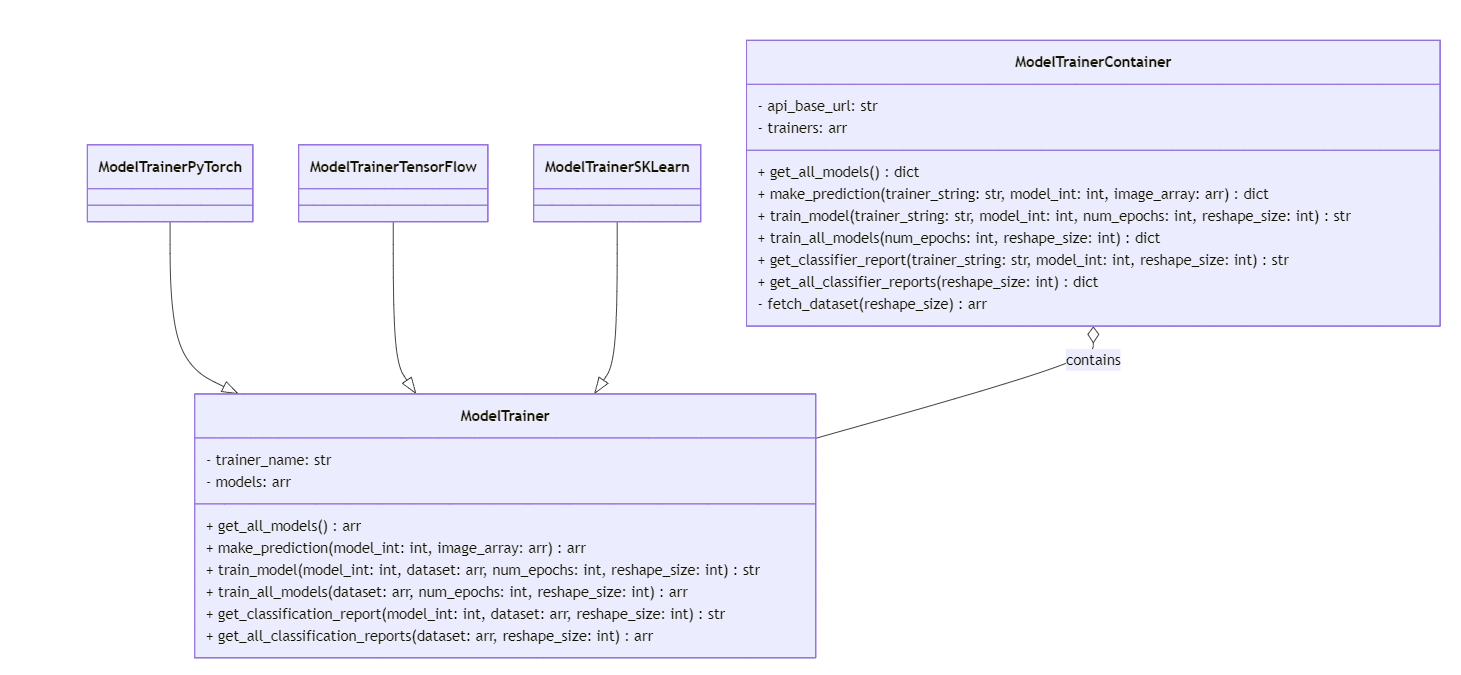 ModelTrainerContainer
- api_base_url: str
- trainers: arr
+ get_all_models() : dict
+ make_prediction(trainer_string: str, model_int: int, image_array: arr) : dict
+ train_model(trainer_string: str, model_int: int, num_epochs: int, reshape_size: int) : str
+ train_all_models(num_epochs: int, reshape_size: int) : dict
+ get_classifier_report(trainer_string: str, model_int: int, reshape_size: int) : str
+ get_all_classifier_reports(reshape_size: int) : dict
- fetch_dataset(reshape_size) : arr
ModelTrainerPyTorch
ModelTrainerTensorFlow
ModelTrainerSKLearn
contains
ModelTrainer
- trainer_name: str
- models: arr
+ get_all_models() : arr
+ make_prediction(model_int: int, image_array: arr) : arr
+ train_model(model_int: int, dataset: arr, num_epochs: int, reshape_size: int) : str
+ train_all_models(dataset: arr, num_epochs: int, reshape_size: int) : arr
+ get_classification_report(model_int: int, dataset: arr, reshape_size: int) : str
+ get_all_classification_reports(dataset: arr, reshape_size: int) : arr